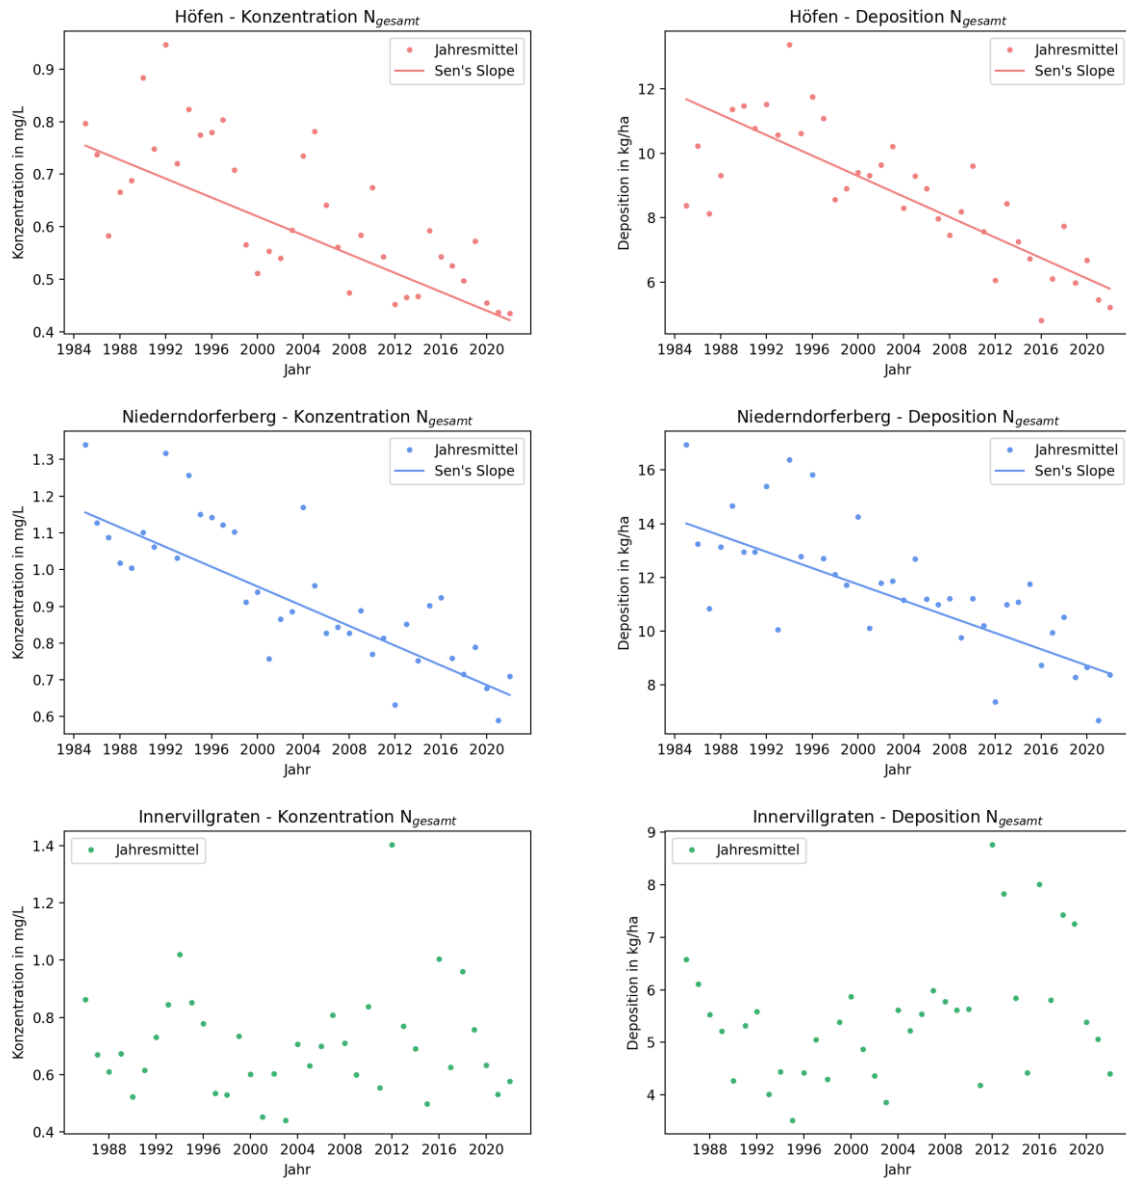 Höfen - Konzentration N_gesamt
Konzentration in mg/L
0.9
0.8
0.7
0.6
0.5
0.4
Jahresmittel
Sen's Slope
1984 1988 1992 1996 2000 2004 2008 2012 2016 2020
Jahr
Höfen - Deposition N_gesamt
Deposition in kg/ha
12
10
8
6
Jahresmittel
Sen's Slope
1984 1988 1992 1996 2000 2004 2008 2012 2016 2020
Jahr
Niederndorferberg - Konzentration N_gesamt
Konzentration in mg/L
1.3
1.2
1.1
1.0
0.9
0.8
0.7
0.6
Jahresmittel
Sen's Slope
1984 1988 1992 1996 2000 2004 2008 2012 2016 2020
Jahr
Niederndorferberg - Deposition N_gesamt
Deposition in kg/ha
16
14
12
10
8
Jahresmittel
Sen's Slope
1984 1988 1992 1996 2000 2004 2008 2012 2016 2020
Jahr
Innervillgraten - Konzentration N_gesamt
Konzentration in mg/L
1.4
1.2
1.0
0.8
0.6
0.4
Jahresmittel
1988 1992 1996 2000 2004 2008 2012 2016 2020
Jahr
Innervillgraten - Deposition N_gesamt
Deposition in kg/ha
9
8
7
6
5
4
Jahresmittel
1988 1992 1996 2000 2004 2008 2012 2016 2020
Jahr